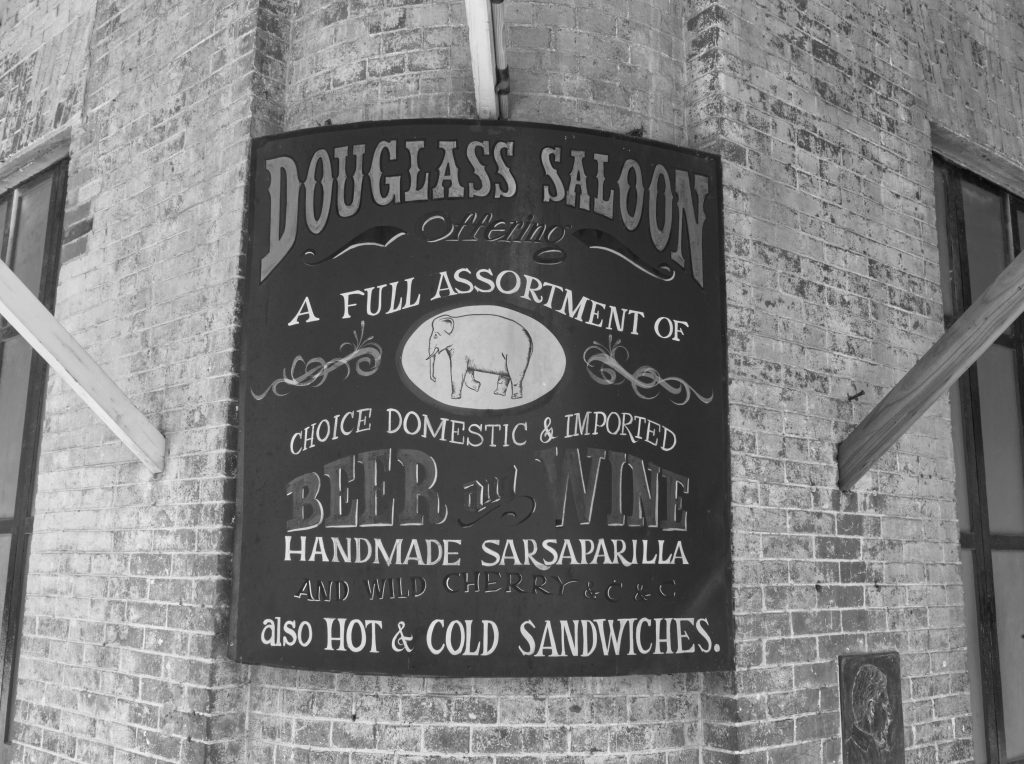 DOUGLASS SALOON
Offering
A FULL ASSORTMENT OF
CHOICE DOMESTIC & IMPORTED
BEER and WINE
HANDMADE SARSAPARILLA
AND WILD CHERRY & C & C
also HOT & COLD SANDWICHES.